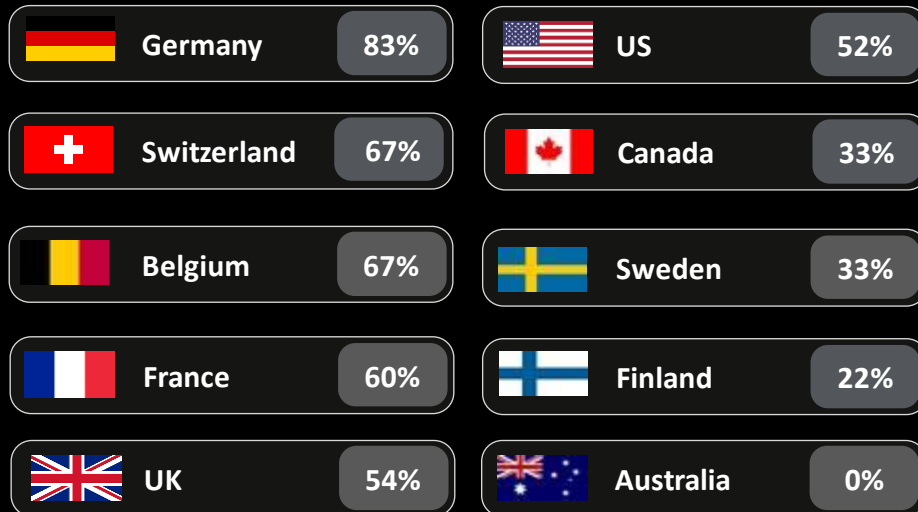 Germany 83%
Switzerland 67%
Belgium 67%
France 60%
UK 54%
US 52%
Canada 33%
Sweden 33%
Finland 22%
Australia 0%